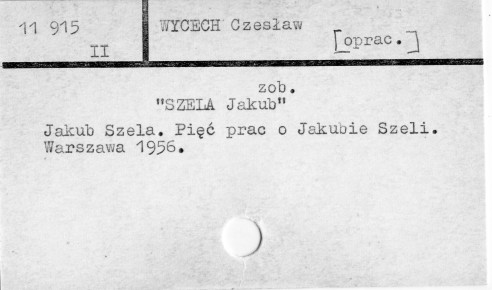 11 915
II
WYCECH Czesław
[oprac.]
zob.
"SZELA Jakub"
Jakub Szela. Pięć prac o Jakubie Szeli.
Warszawa 1956.